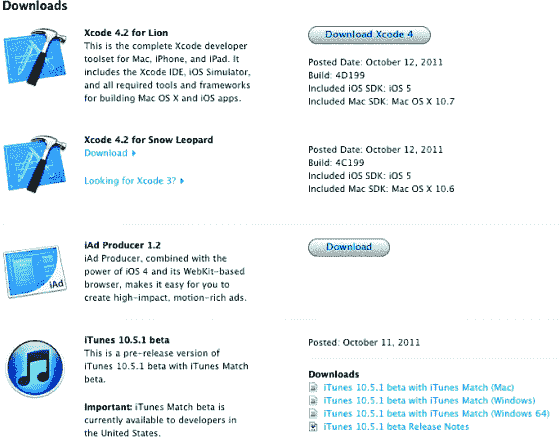 Downloads
Xcode 4.2 for Lion
This is the complete Xcode developer
toolset for Mac, iPhone, and iPad. It
includes the Xcode IDE, iOS Simulator,
and all required tools and frameworks
for building Mac OS X and iOS apps.
Download Xcode 4
Posted Date: October 12, 2011
Build: 4D199
Included iOS SDK: iOS 5
Included Mac SDK: Mac OS X 10.7
Xcode 4.2 for Snow Leopard
Download
Looking for Xcode 3?
Posted Date: October 12, 2011
Build: 4C199
Included iOS SDK: iOS 5
Included Mac SDK: Mac OS X 10.6
iAd
iAd Producer 1.2
iAd Producer, combined with the
power of iOS 4 and its WebKit-based
browser, makes it easy for you to
create high-impact, motion-rich ads.
Download
iTunes 10.5.1 beta
This is a pre-release version of
iTunes 10.5.1 beta with iTunes Match
beta.
Important: iTunes Match beta is
currently available to developers in
the United States.
Posted: October 11, 2011
Downloads
iTunes 10.5.1 beta with iTunes Match (Mac)
iTunes 10.5.1 beta with iTunes Match (Windows)
iTunes 10.5.1 beta with iTunes Match (Windows 64)
iTunes 10.5.1 beta Release Notes